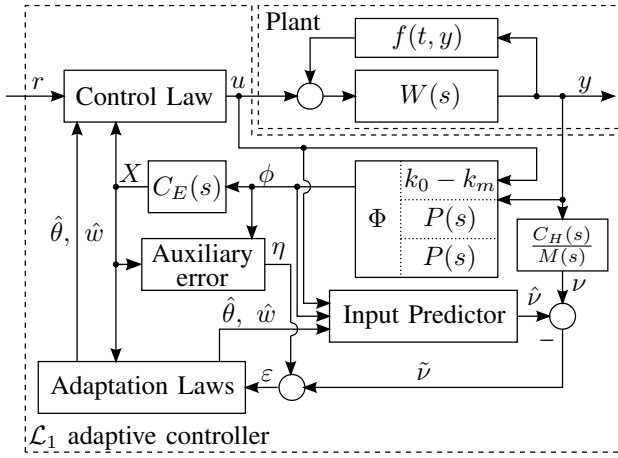 Plant
f(t, y)
r
Control Law
u
W(s)
y
X
C_E(s)
ϕ
Φ
k_0 − k_m
P(s)
P(s)
C_H(s)
M(s)
θ̂, ŵ
Auxiliary
error
η
θ̂, ŵ
Input Predictor
ν̂
ν
−
Adaptation Laws
ε
ν̃
ℒ_1 adaptive controller